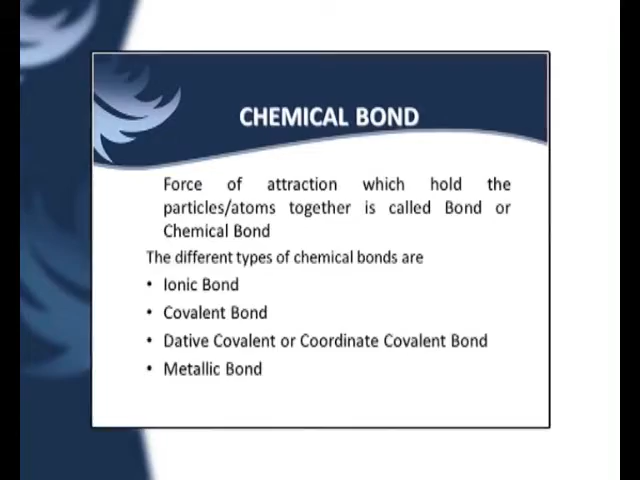 CHEMICAL BOND
Force of attraction which hold the
particles/atoms together is called Bond or
Chemical Bond
The different types of chemical bonds are
• Ionic Bond
• Covalent Bond
• Dative Covalent or Coordinate Covalent Bond
• Metallic Bond